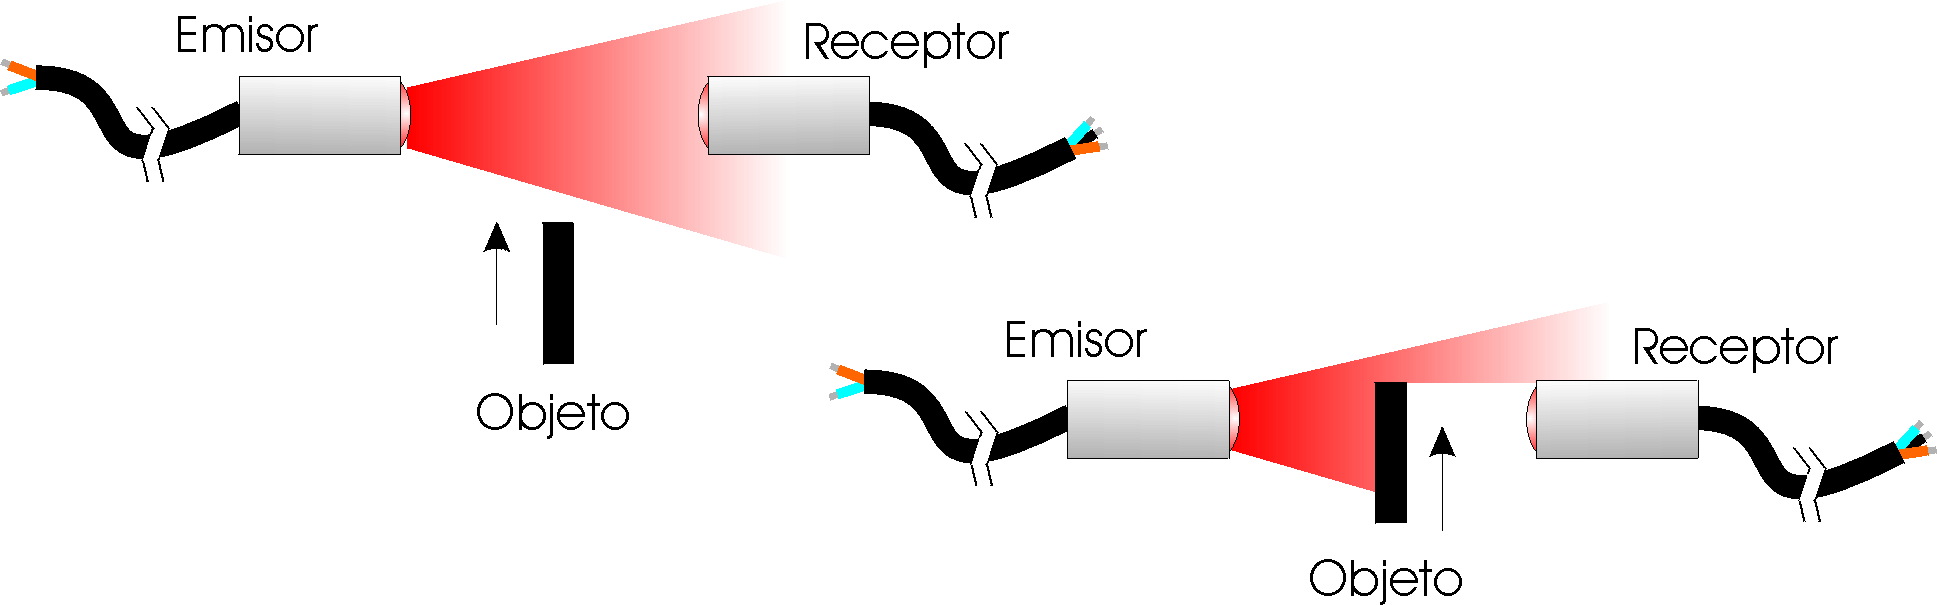 Emisor
Receptor
Objeto
Emisor
Receptor
Objeto